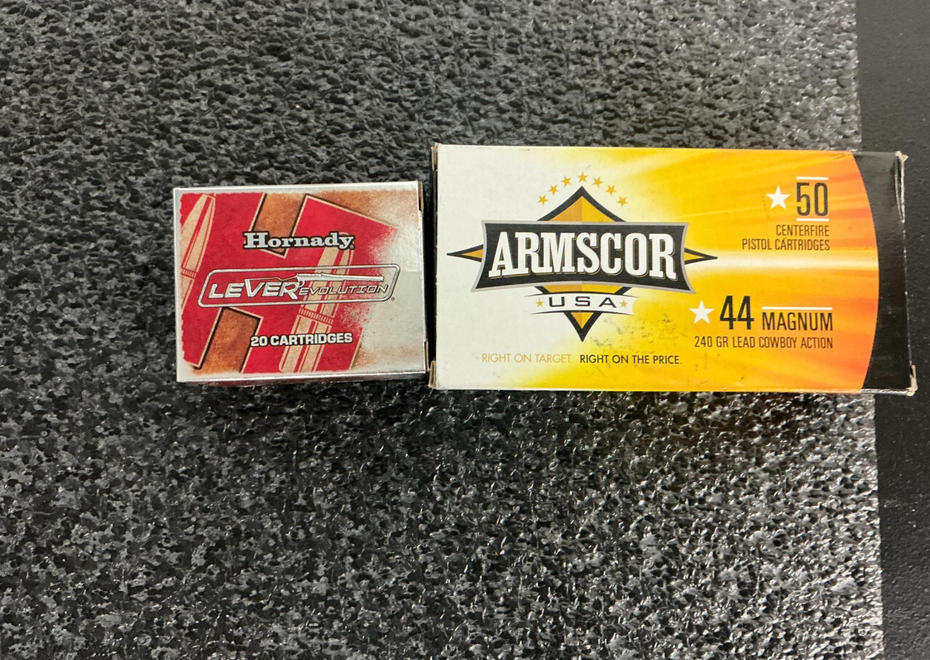 Hornady
LEVERevolution
20 CARTRIDGES
ARMSCOR
USA
RIGHT ON TARGET. RIGHT ON THE PRICE.
50
CENTERFIRE
PISTOL CARTRIDGES
44 MAGNUM
240 GR LEAD COWBOY ACTION